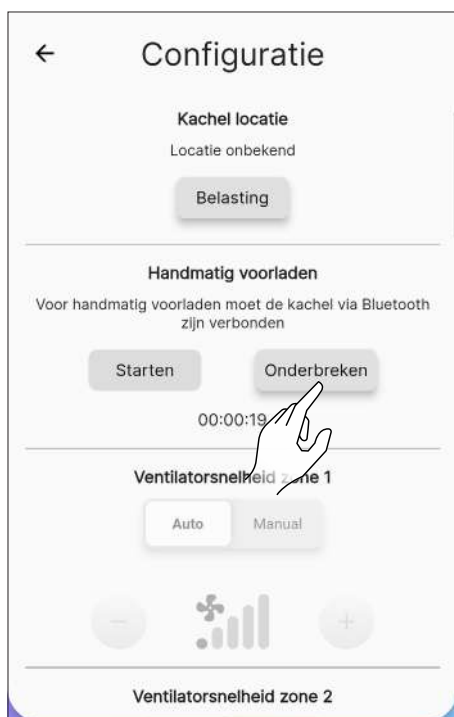 Configuratie
Kachel locatie
Locatie onbekend
Belasting
Handmatig voorladen
Voor handmatig voorladen moet de kachel via Bluetooth
zijn verbonden
Starten Onderbreken
00:00:19
Ventilatorsnelheid zone 1
Auto Manual
Ventilatorsnelheid zone 2